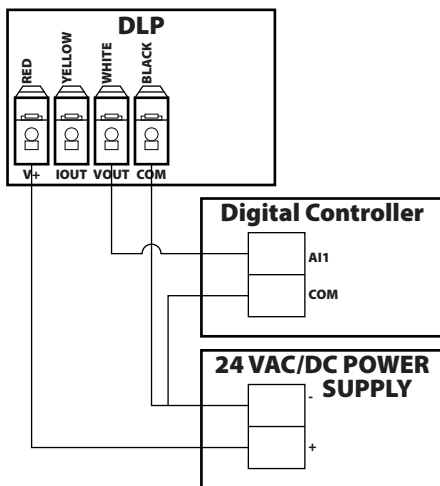 DLP
RED
YELLOW
WHITE
BLACK
V+ IOUT VOUT COM
Digital Controller
AI1
COM
24 VAC/DC POWER
SUPPLY
-
+